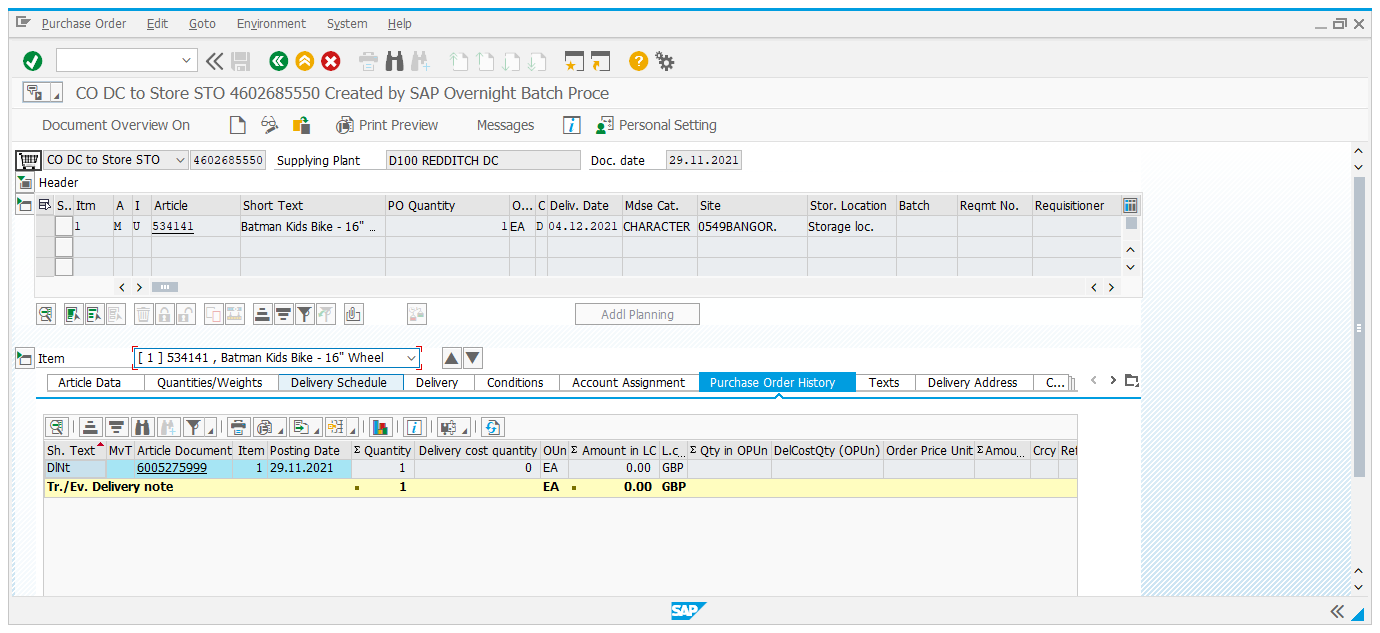 Purchase Order Edit Goto Environment System Help
CO DC to Store STO 4602685550 Created by SAP Overnight Batch Proce
Document Overview On Print Preview Messages Personal Setting
CO DC to Store STO 4602685550 Supplying Plant D100 REDDITCH DC Doc. date 29.11.2021
Header
S.. Itm A I Article Short Text PO Quantity O... C Deliv. Date Mdse Cat. Site Stor. Location Batch Reqmt No. Requisitioner
1 M U 534141 Batman Kids Bike - 16" ... 1 EA D 04.12.2021 CHARACTER 0549BANGOR. Storage loc.
Addl Planning
Item [ 1 ] 534141 , Batman Kids Bike - 16" Wheel
Article Data Quantities/Weights Delivery Schedule Delivery Conditions Account Assignment Purchase Order History Texts Delivery Address C...
Sh. Text MvT Article Document Item Posting Date Σ Quantity Delivery cost quantity OUn Σ Amount in LC L.c... Σ Qty in OPUn DelCostQty (OPUn) Order Price Unit Σ Amou... Crcy Ref
DlNt 6005275999 1 29.11.2021 1 0 EA 0.00 GBP
Tr./Ev. Delivery note 1 EA 0.00 GBP
SAP